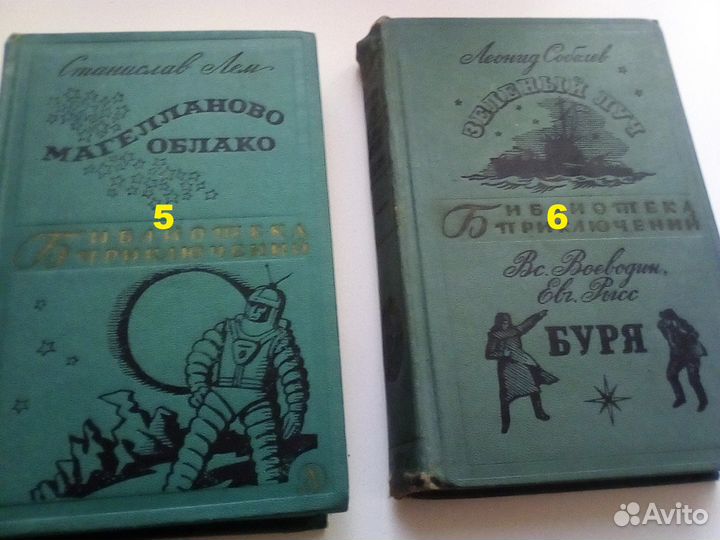 Станислав Лем
МАГЕЛЛАНОВО
ОБЛАКО
5
БИБЛИОТЕКА
ПРИКЛЮЧЕНИЙ
Леонид Соболев
ЗЕЛЕНЫЙ ЛУЧ
6
БИБЛИОТЕКА
ПРИКЛЮЧЕНИЙ
Вс. Воеводин,
Евг. Рысс
БУРЯ
Avito